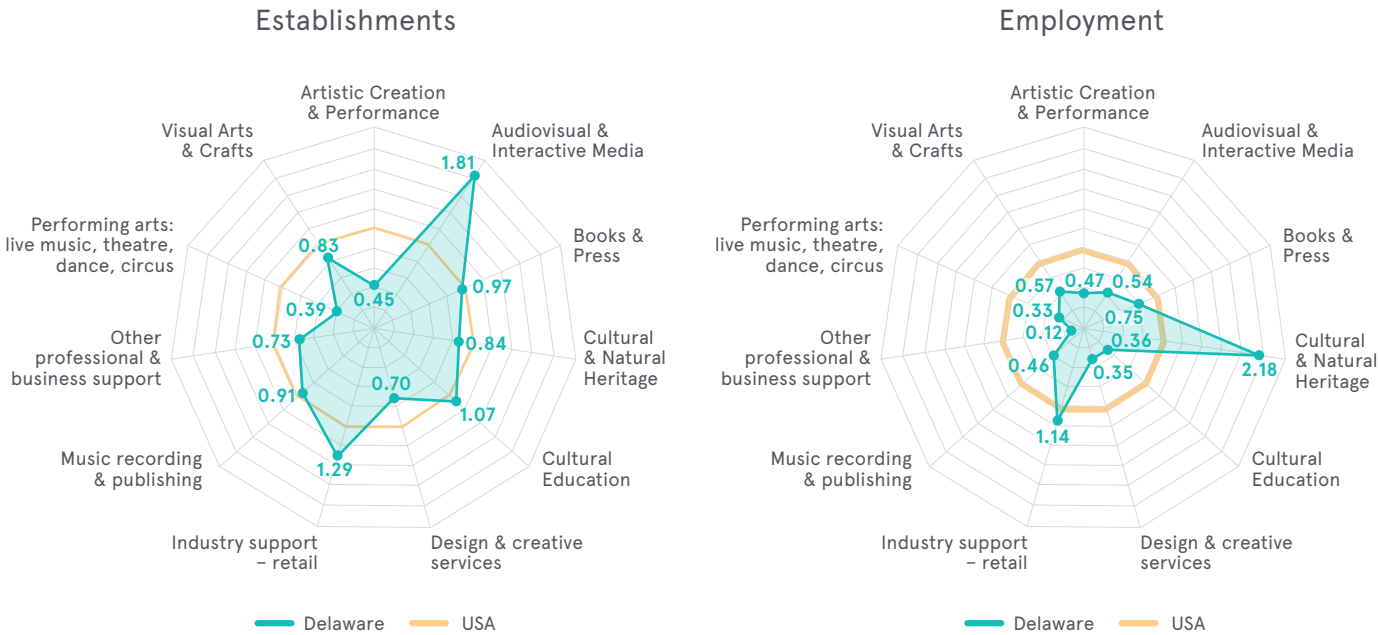 Establishments
Artistic Creation
& Performance
Audiovisual &
Interactive Media
Books &
Press
Cultural
& Natural
Heritage
Cultural
Education
Design & creative
services
Industry support
– retail
Music recording
& publishing
Other
professional &
business support
Performing arts:
live music, theatre,
dance, circus
Visual Arts
& Crafts
0.45
1.81
0.97
0.84
1.07
0.70
1.29
0.91
0.73
0.39
0.83
Delaware
USA
Employment
Artistic Creation
& Performance
Audiovisual &
Interactive Media
Books &
Press
Cultural
& Natural
Heritage
Cultural
Education
Design & creative
services
Industry support
– retail
Music recording
& publishing
Other
professional &
business support
Performing arts:
live music, theatre,
dance, circus
Visual Arts
& Crafts
0.47
0.54
0.75
2.18
0.36
0.35
1.14
0.46
0.12
0.33
0.57
Delaware
USA